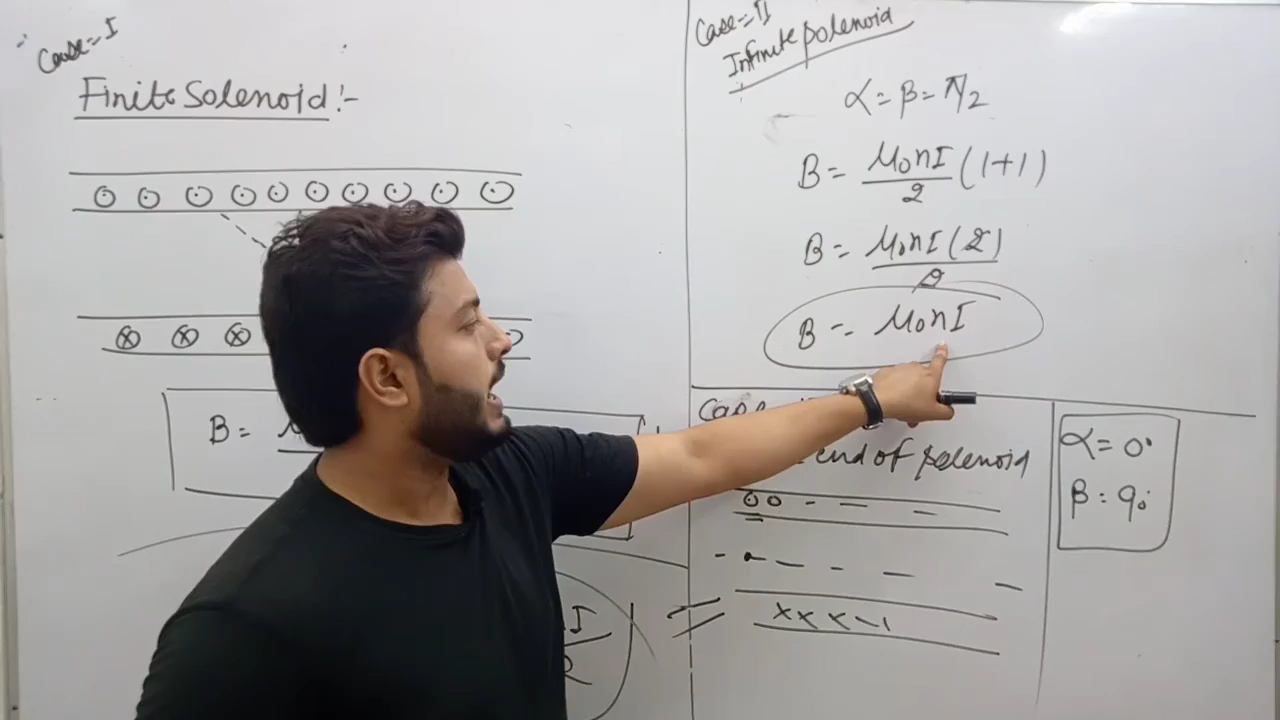 Case = I
Finite Solenoid :-
B =
I
Case = II
Infinite solenoid
α = β = π/2
B = μ₀nI/2 (1+1)
B = μ₀nI(2)/2
B = μ₀nI
Case
end of solenoid
α = 0°
β = 90°
x x x